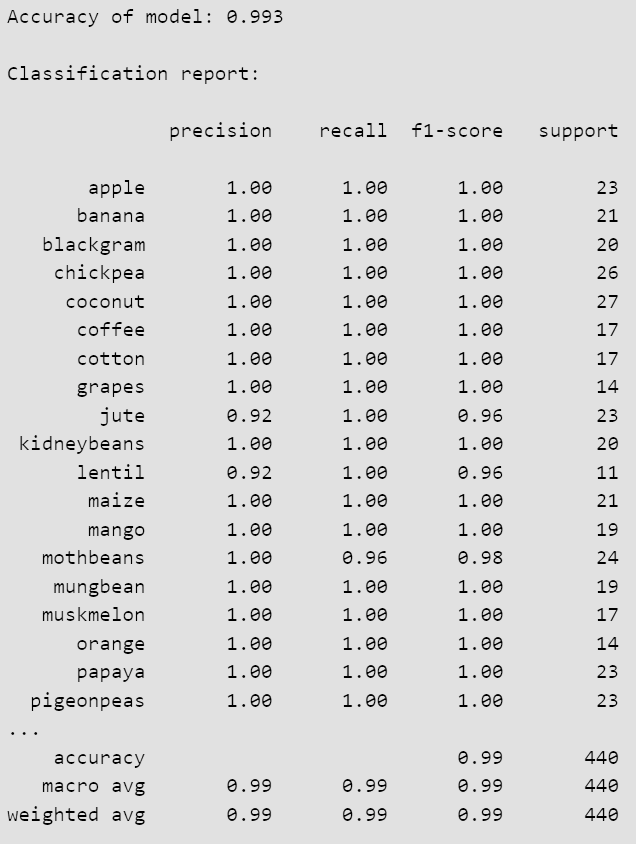 Accuracy of model: 0.993
Classification report:
precision recall f1-score support
apple 1.00 1.00 1.00 23
banana 1.00 1.00 1.00 21
blackgram 1.00 1.00 1.00 20
chickpea 1.00 1.00 1.00 26
coconut 1.00 1.00 1.00 27
coffee 1.00 1.00 1.00 17
cotton 1.00 1.00 1.00 17
grapes 1.00 1.00 1.00 14
jute 0.92 1.00 0.96 23
kidneybeans 1.00 1.00 1.00 20
lentil 0.92 1.00 0.96 11
maize 1.00 1.00 1.00 21
mango 1.00 1.00 1.00 19
mothbeans 1.00 0.96 0.98 24
mungbean 1.00 1.00 1.00 19
muskmelon 1.00 1.00 1.00 17
orange 1.00 1.00 1.00 14
papaya 1.00 1.00 1.00 23
pigeonpeas 1.00 1.00 1.00 23
...
accuracy 0.99 440
macro avg 0.99 0.99 0.99 440
weighted avg 0.99 0.99 0.99 440